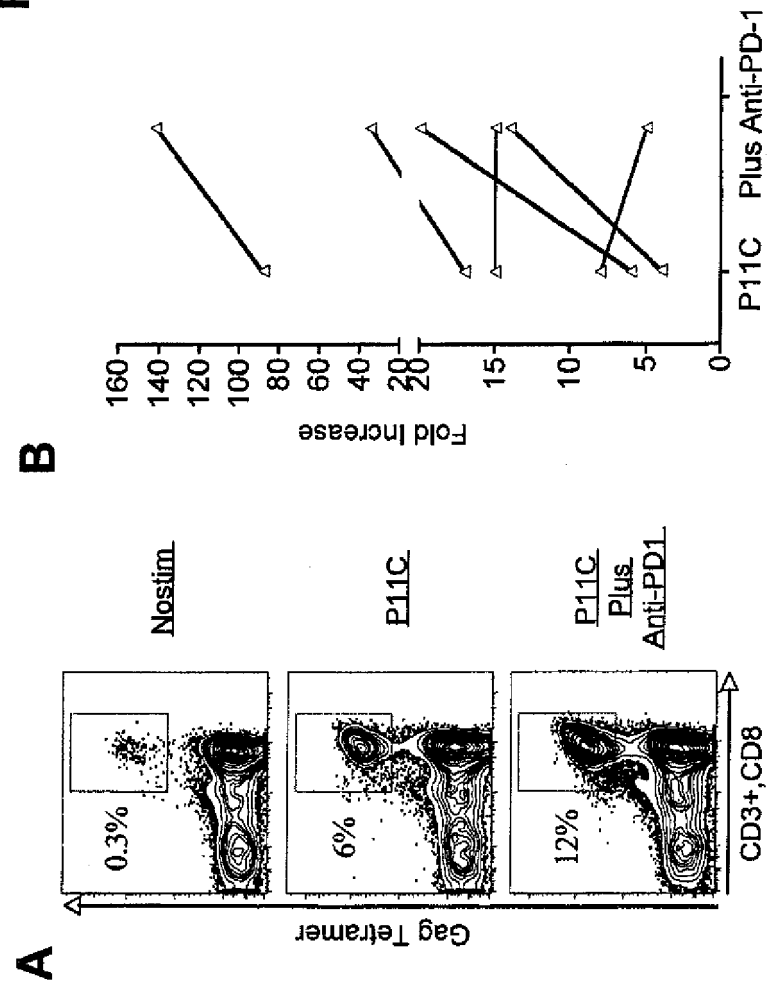 A
Gag Tetramer
0.3%
Nostim
6%
P11C
12%
P11C
Plus
Anti-PD1
CD3+,CD8
B
Fold Increase
160
140
120
100
80
60
40
20
20
15
10
5
0
P11C
Plus Anti-PD-1